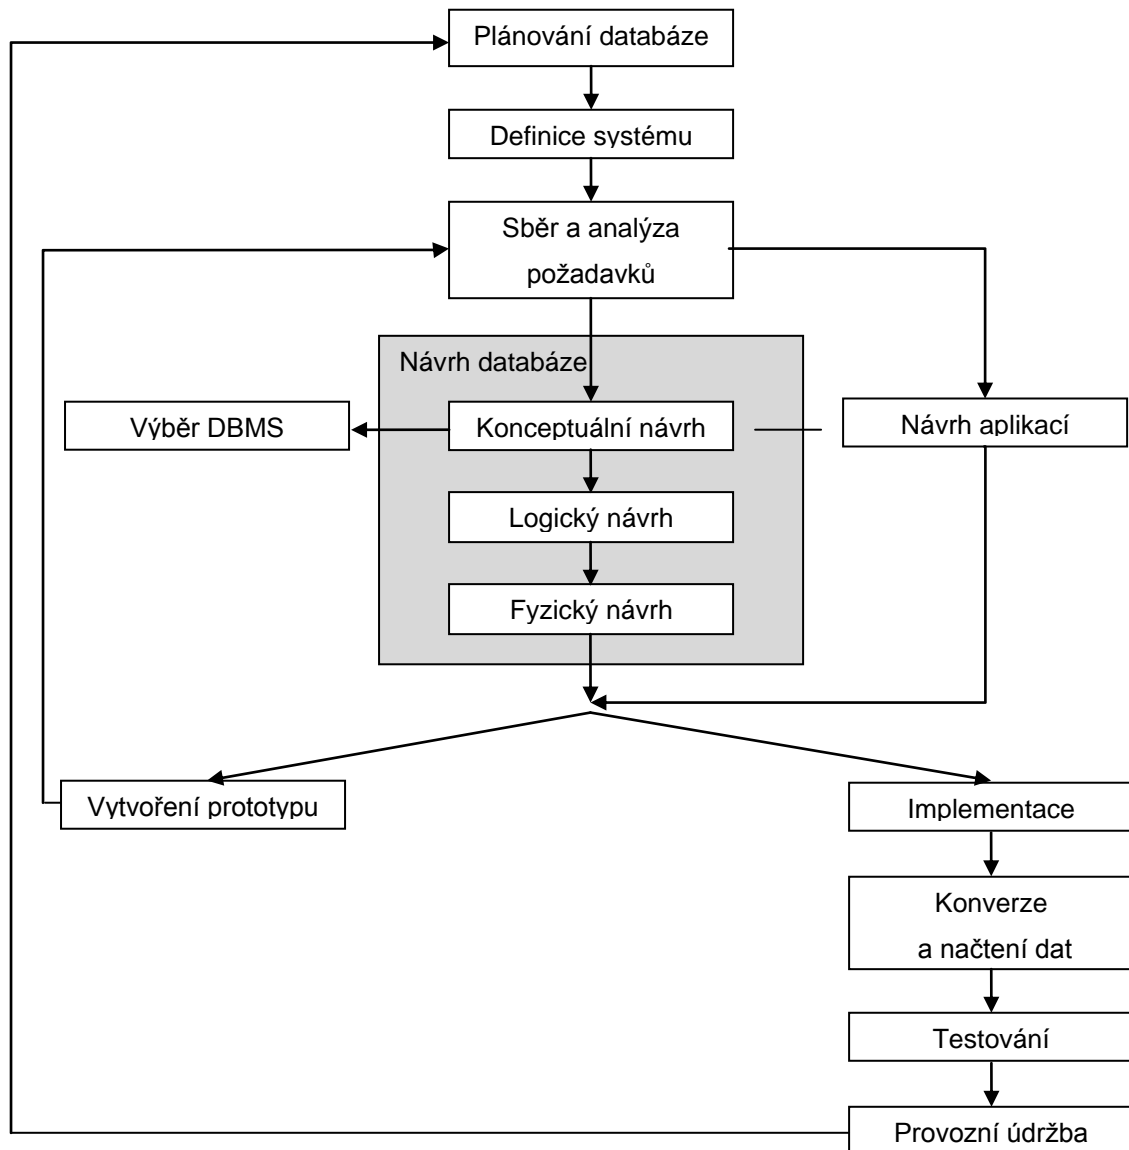 Plánování databáze
Definice systému
Sběr a analýza
požadavků
Návrh databáze
Výběr DBMS
Konceptuální návrh
Návrh aplikací
Logický návrh
Fyzický návrh
Vytvoření prototypu
Implementace
Konverze
a načtení dat
Testování
Provozní údržba